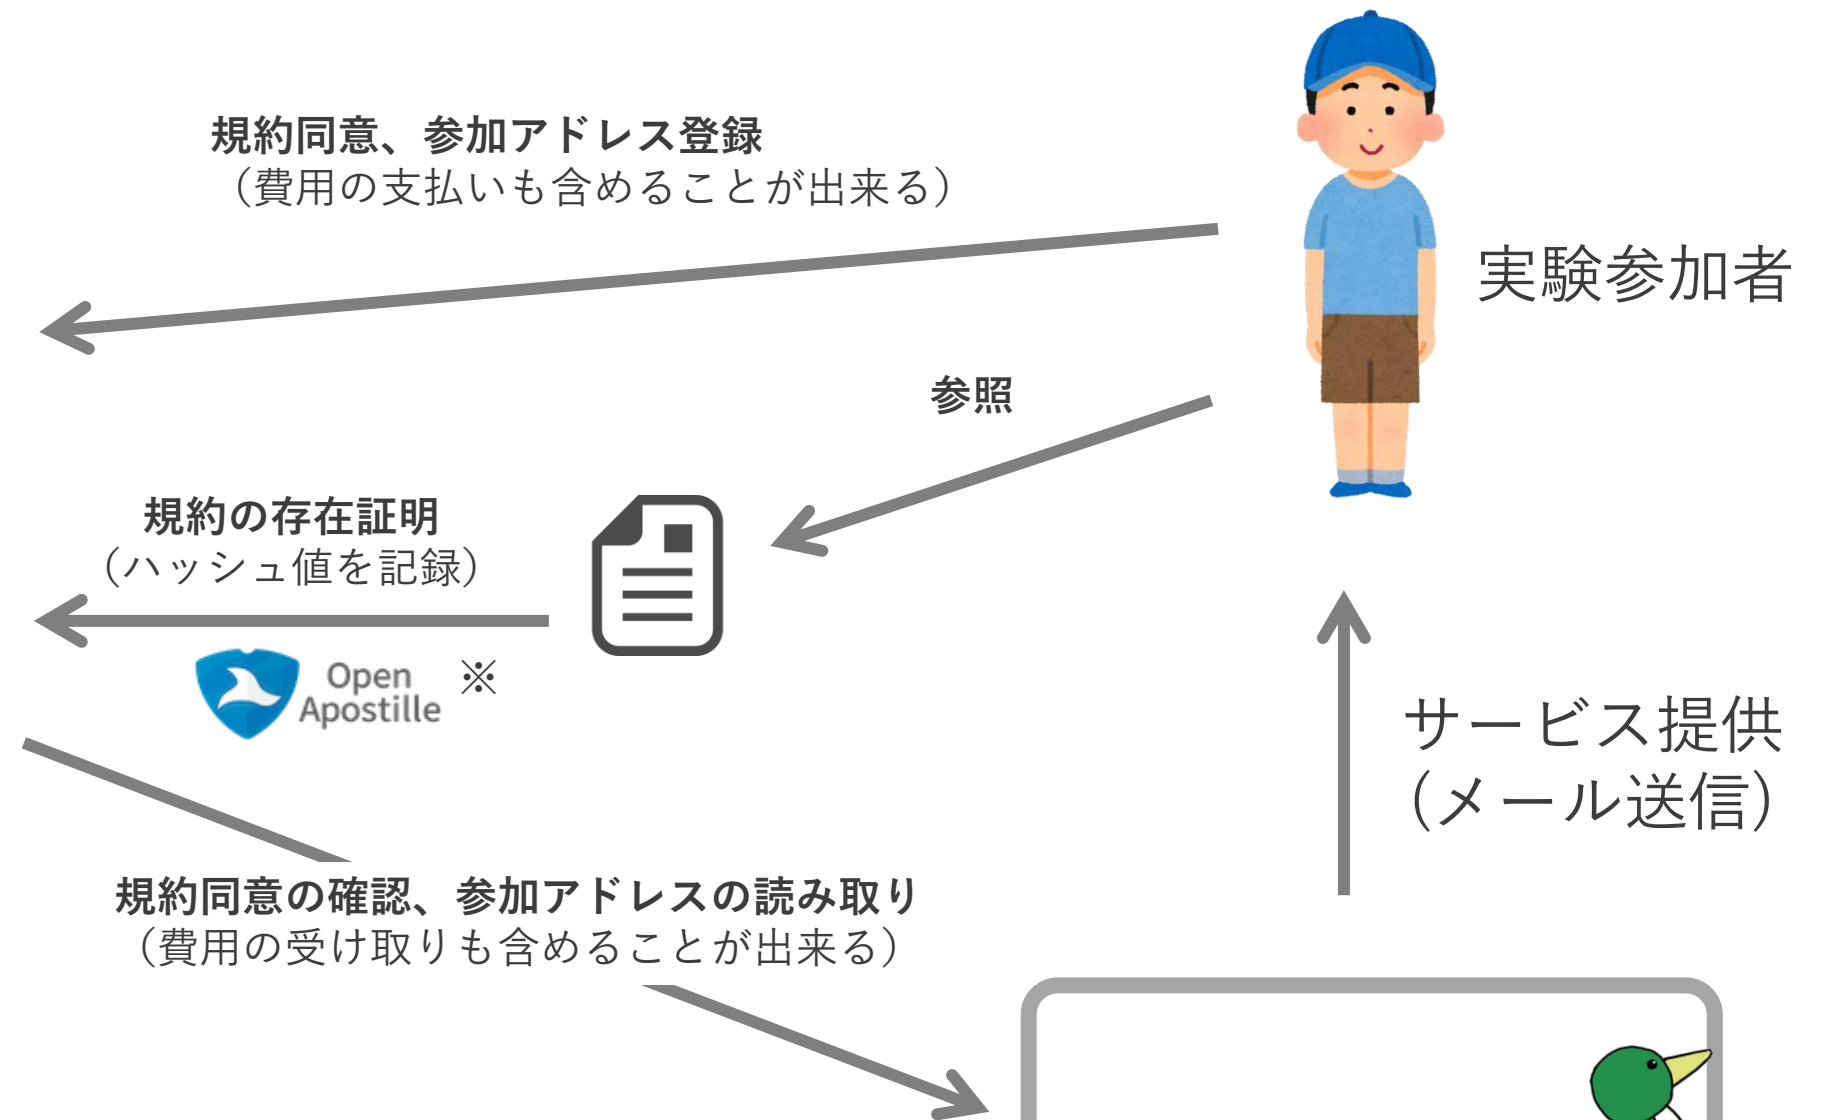 規約同意、参加アドレス登録
（費用の支払いも含めることが出来る）
実験参加者
参照
規約の存在証明
（ハッシュ値を記録）
Open
Apostille
※
サービス提供
（メール送信）
規約同意の確認、参加アドレスの読み取り
（費用の受け取りも含めることが出来る）